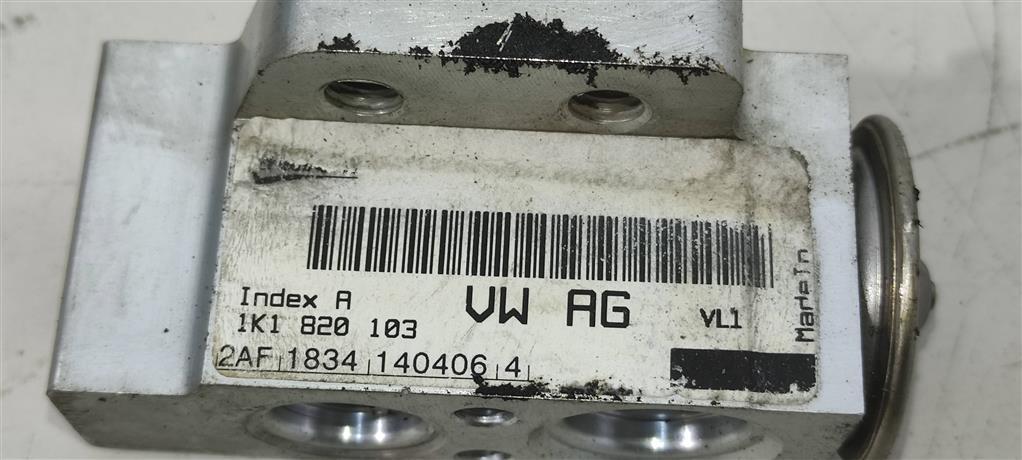 Index A VW AG VL1
1K1 820 103
2AF 1834 140406 4
Made In